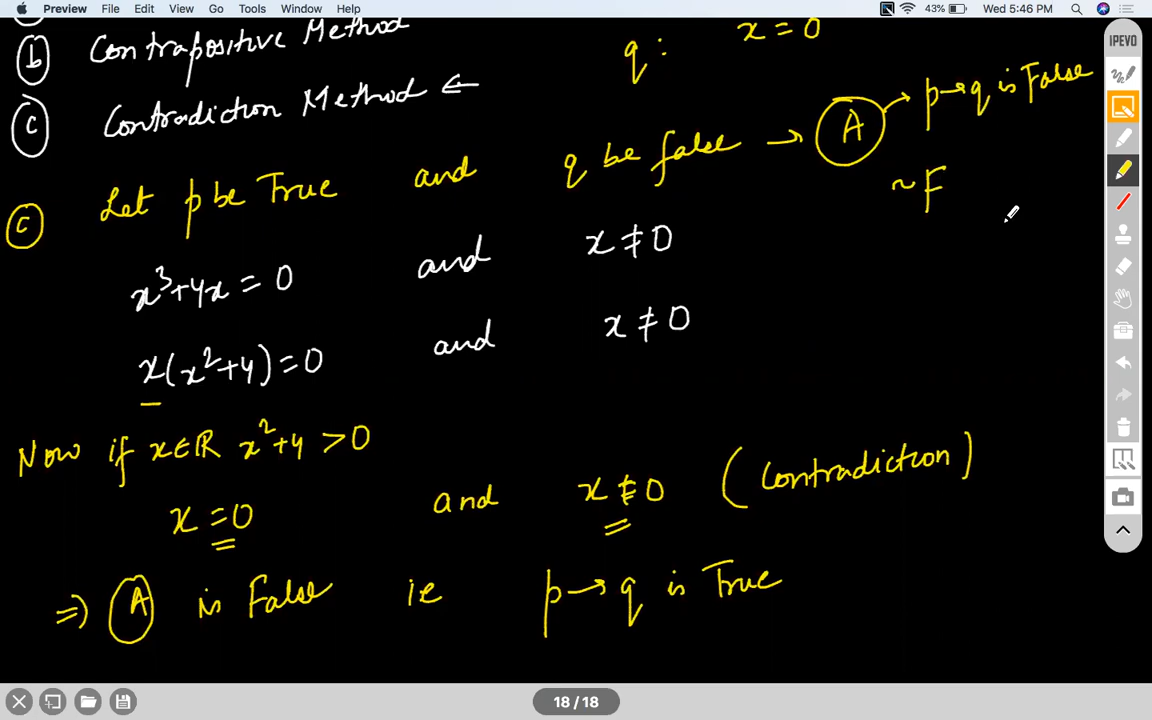 Preview File Edit View Go Tools Window Help 43% Wed 5:46 PM
IPEVO
(b) Contrapositive Method
q: x = 0
(c) Contradiction Method ←
(c) Let p be True and q be false → (A) → p→q is False
~F
x³+4x = 0 and x ≠ 0
x(x²+4) = 0 and x ≠ 0
Now if x∈ℝ x²+4 > 0
x = 0 and x ≠ 0 (Contradiction)
⇒) (A) is False ie p→q is True
18 / 18